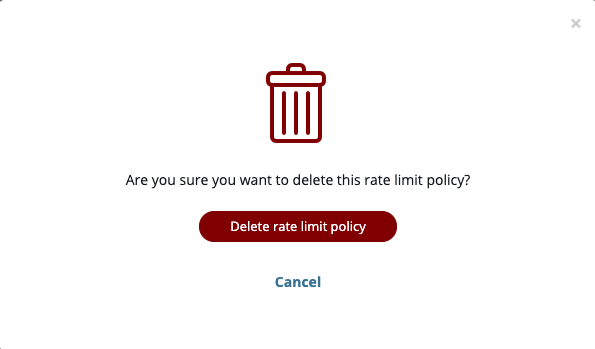 Are you sure you want to delete this rate limit policy?
Delete rate limit policy
Cancel